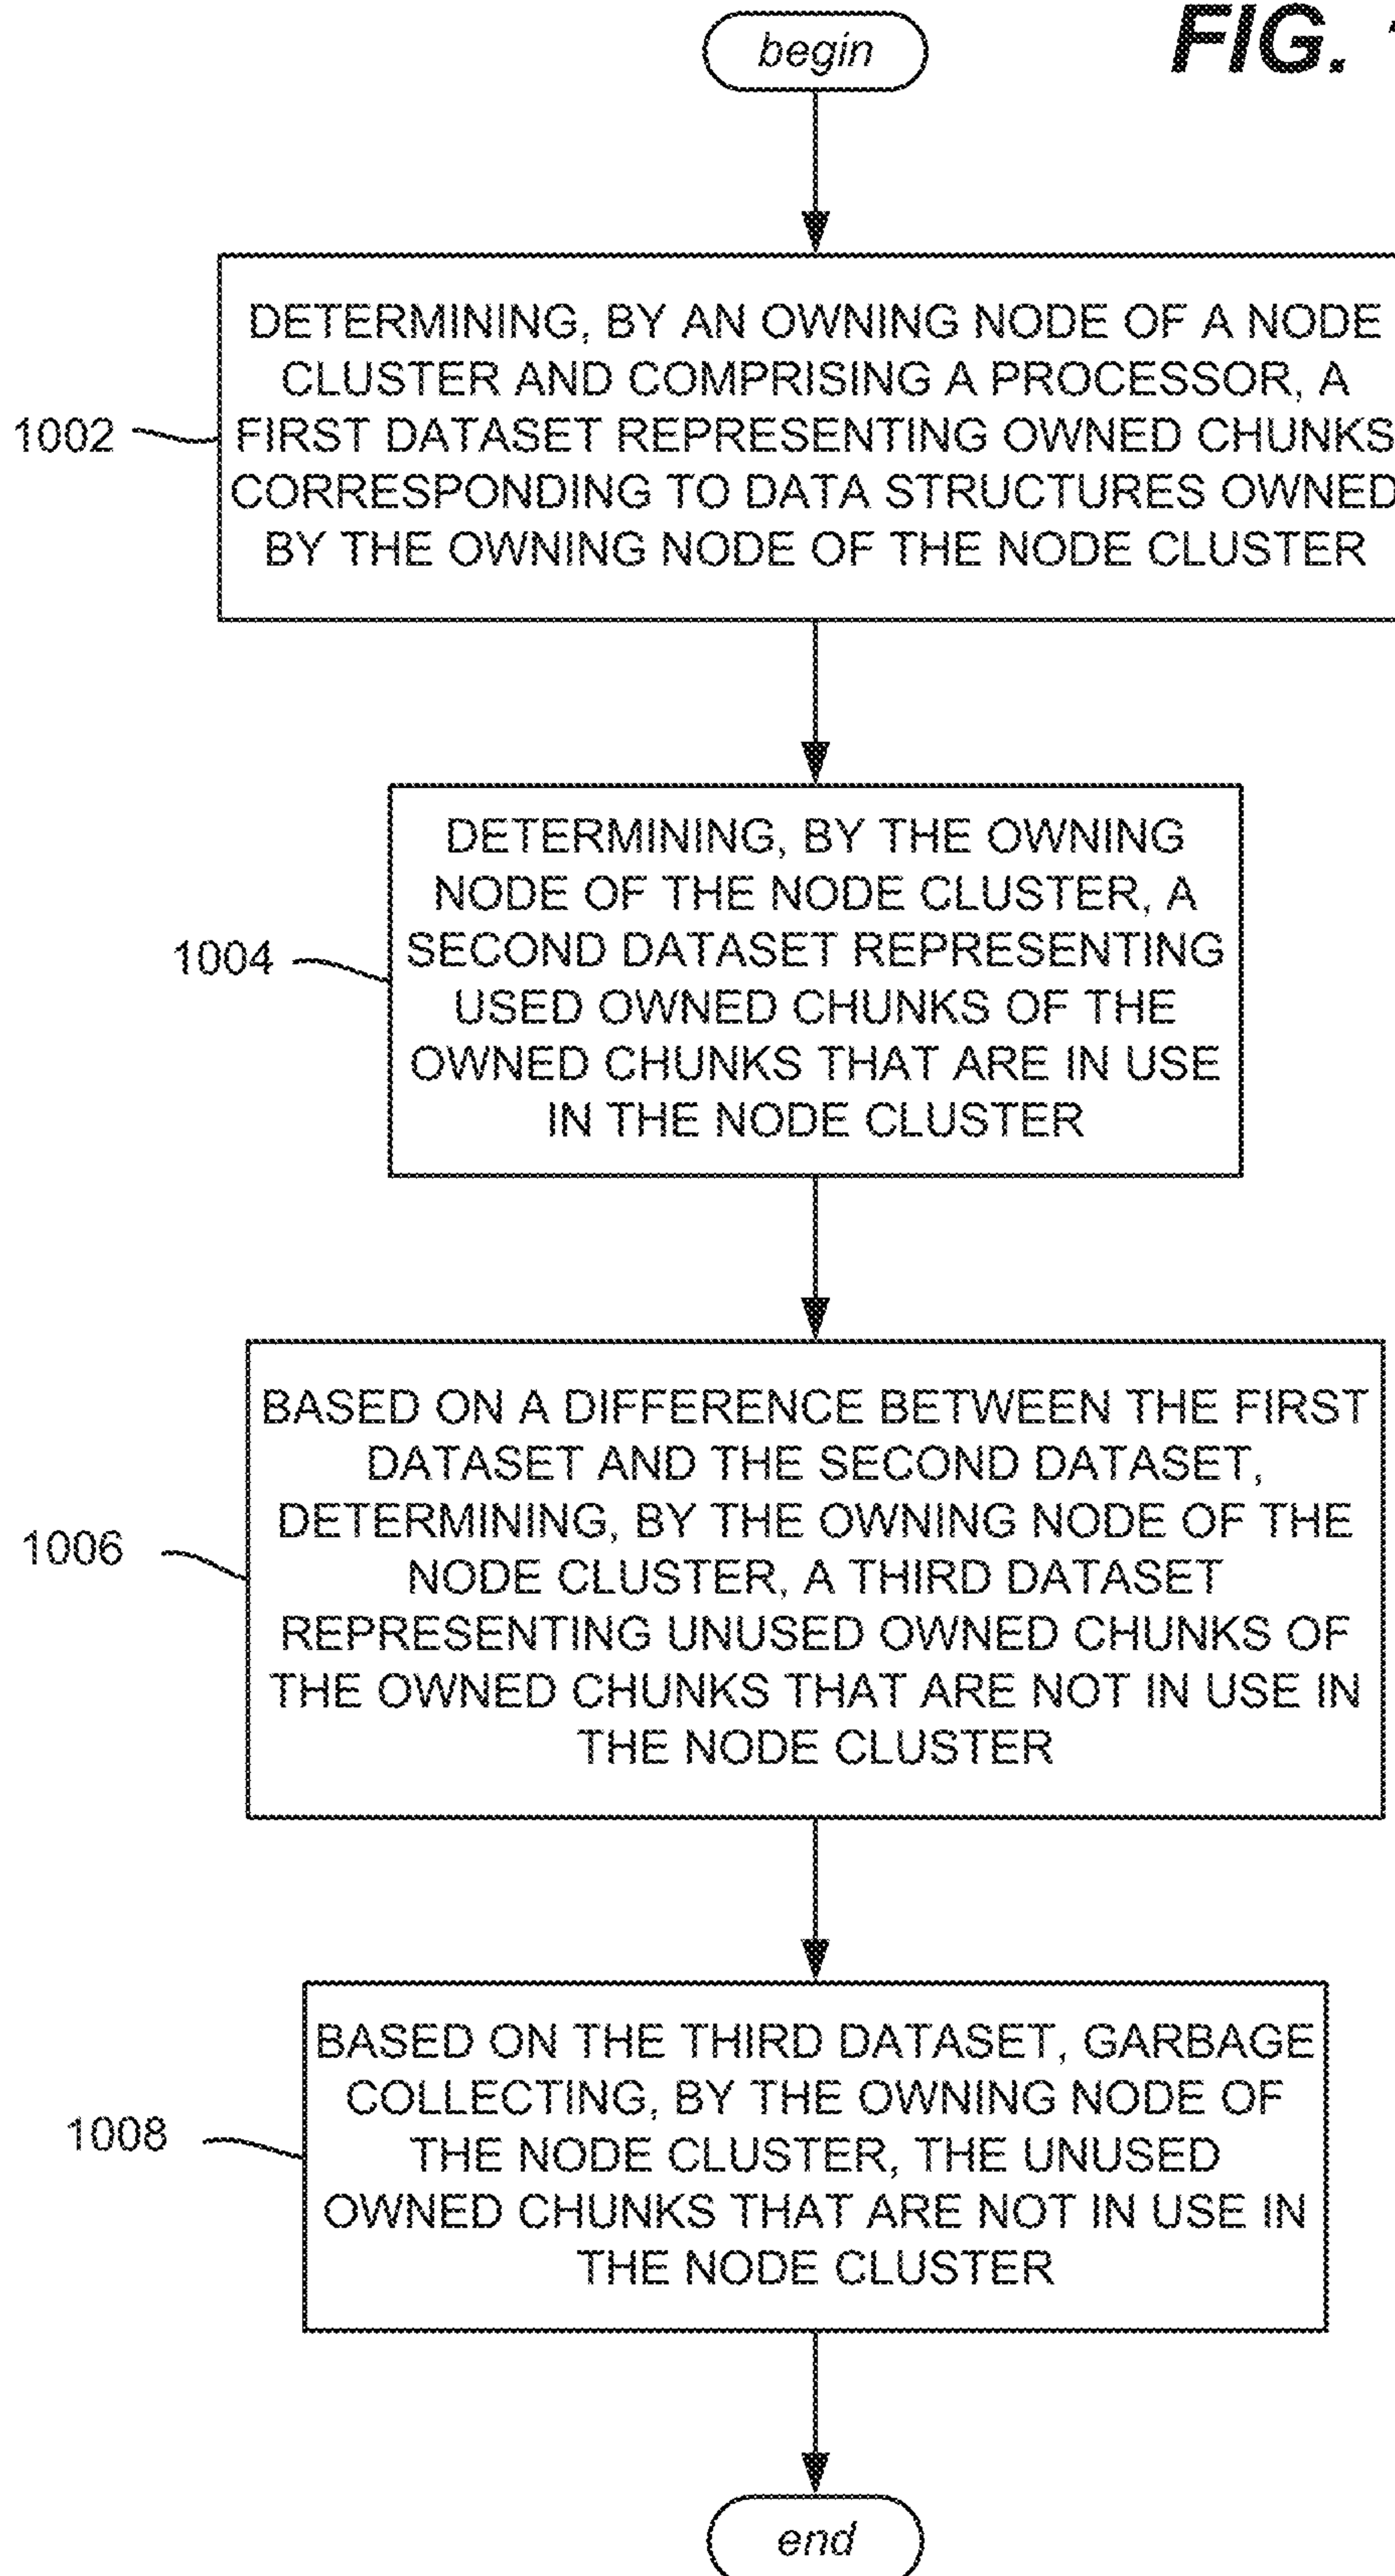 begin
FIG.
DETERMINING, BY AN OWNING NODE OF A NODE
CLUSTER AND COMPRISING A PROCESSOR, A
1002
FIRST DATASET REPRESENTING OWNED CHUNKS
CORRESPONDING TO DATA STRUCTURES OWNED
BY THE OWNING NODE OF THE NODE CLUSTER
DETERMINING, BY THE OWNING
NODE OF THE NODE CLUSTER, A
1004
SECOND DATASET REPRESENTING
USED OWNED CHUNKS OF THE
OWNED CHUNKS THAT ARE IN USE
IN THE NODE CLUSTER
BASED ON A DIFFERENCE BETWEEN THE FIRST
DATASET AND THE SECOND DATASET,
DETERMINING, BY THE OWNING NODE OF THE
1006
NODE CLUSTER, A THIRD DATASET
REPRESENTING UNUSED OWNED CHUNKS OF
THE OWNED CHUNKS THAT ARE NOT IN USE IN
THE NODE CLUSTER
BASED ON THE THIRD DATASET, GARBAGE
COLLECTING, BY THE OWNING NODE OF
1008
THE NODE CLUSTER, THE UNUSED
OWNED CHUNKS THAT ARE NOT IN USE IN
THE NODE CLUSTER
end